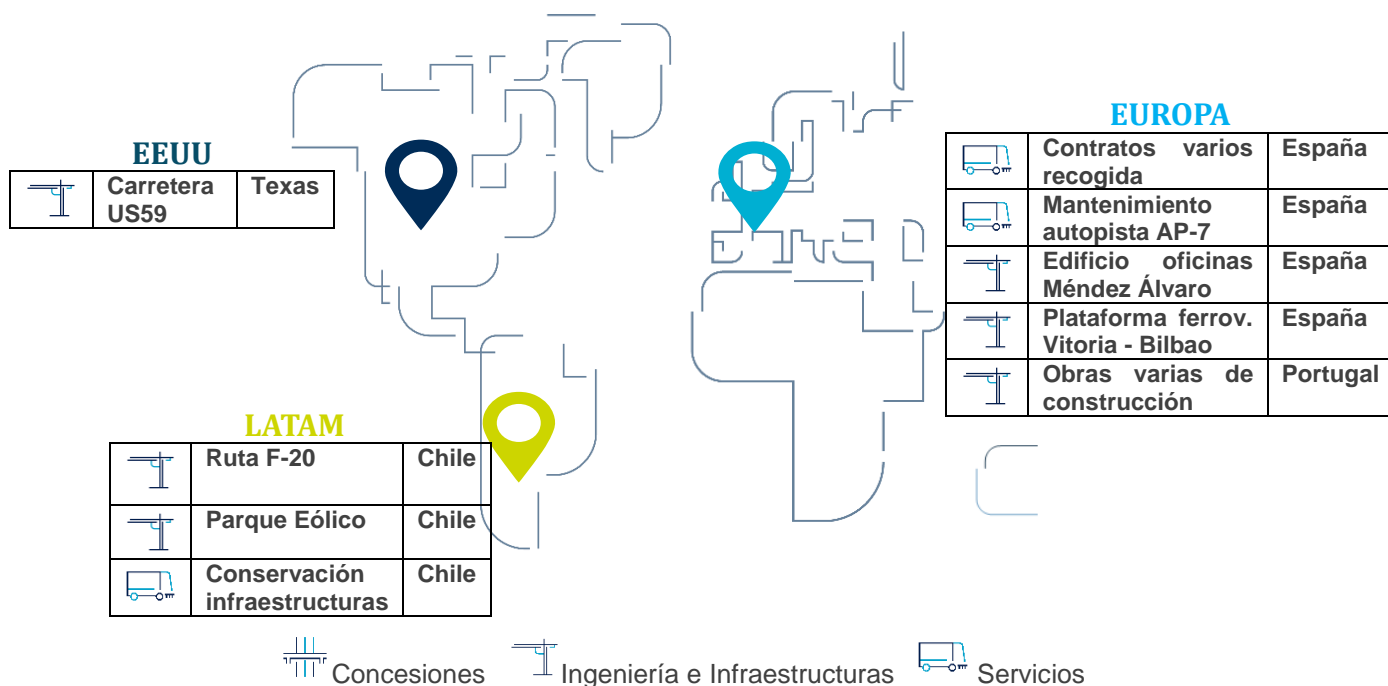 EEUU
Carretera US59 Texas
EUROPA
Contratos varios recogida España
Mantenimiento autopista AP-7 España
Edificio oficinas Méndez Álvaro España
Plataforma ferrov. Vitoria - Bilbao España
Obras varias de construcción Portugal
LATAM
Ruta F-20 Chile
Parque Eólico Chile
Conservación infraestructuras Chile
Concesiones Ingeniería e Infraestructuras Servicios